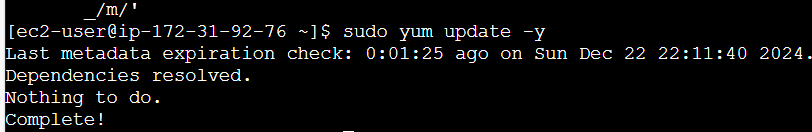 _/m/'
[ec2-user@ip-172-31-92-76 ~]$ sudo yum update -y
Last metadata expiration check: 0:01:25 ago on Sun Dec 22 22:11:40 2024.
Dependencies resolved.
Nothing to do.
Complete!